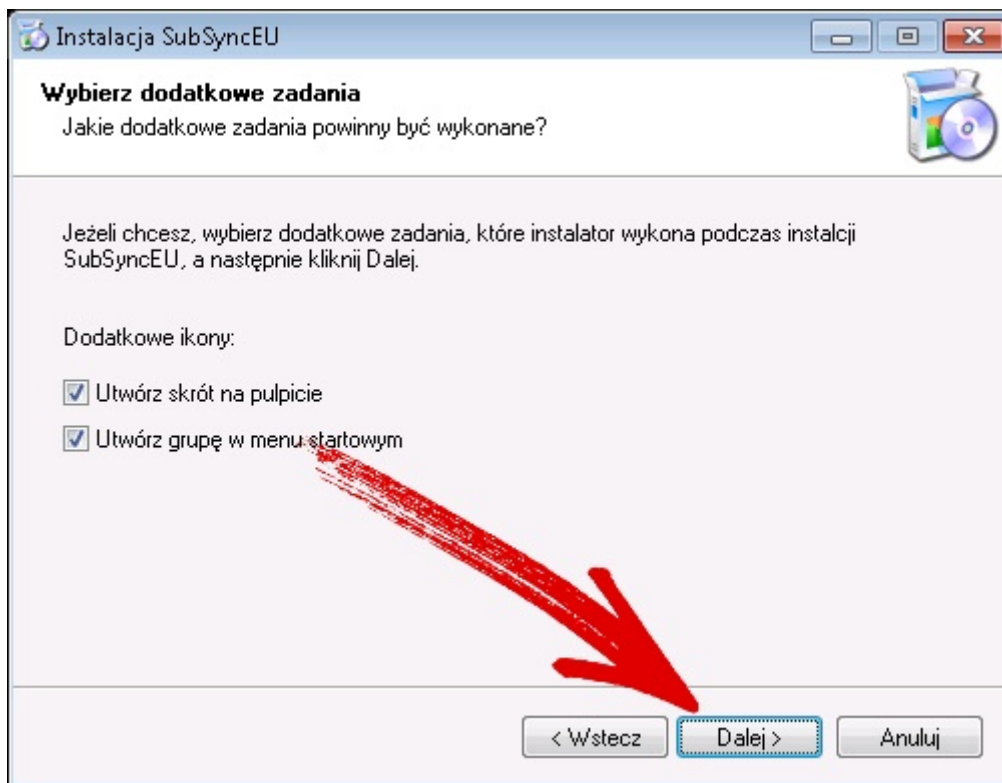 Instalacja SubSyncEU
Wybierz dodatkowe zadania
Jakie dodatkowe zadania powinny być wykonane?
Jeżeli chcesz, wybierz dodatkowe zadania, które instalator wykona podczas instalcji
SubSyncEU, a następnie kliknij Dalej.
Dodatkowe ikony:
Utwórz skrót na pulpicie
Utwórz grupę w menu startowym
< Wstecz
Dalej >
Anuluj